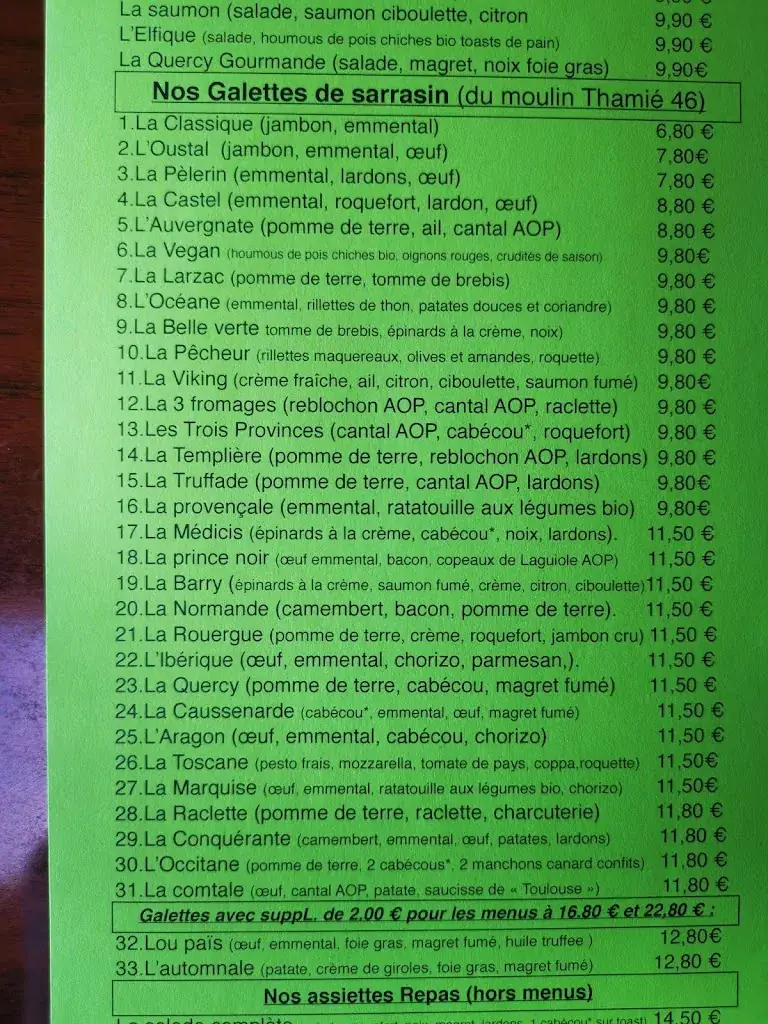 La saumon (salade, saumon ciboulette, citron 9,90 €
L'Elfique (salade, houmous de pois chiches bio toasts de pain) 9,90 €
La Quercy Gourmande (salade, magret, noix foie gras) 9,90€
Nos Galettes de sarrasin (du moulin Thamié 46)
1.La Classique (jambon, emmental) 6,80 €
2.L'Oustal (jambon, emmental, œuf) 7,80€
3.La Pèlerin (emmental, lardons, œuf) 7,80 €
4.La Castel (emmental, roquefort, lardon, œuf) 8,80 €
5.L'Auvergnate (pomme de terre, ail, cantal AOP) 8,80 €
6.La Vegan (houmous de pois chiches bio, oignons rouges, crudités de saison) 9,80€
7.La Larzac (pomme de terre, tomme de brebis) 9,80 €
8.L'Océane (emmental, rillettes de thon, patates douces et coriandre) 9,80 €
9.La Belle verte tomme de brebis, épinards à la crème, noix) 9,80 €
10.La Pêcheur (rillettes maquereaux, olives et amandes, roquette) 9,80 €
11.La Viking (crème fraîche, ail, citron, ciboulette, saumon fumé) 9,80€
12.La 3 fromages (reblochon AOP, cantal AOP, raclette) 9,80 €
13.Les Trois Provinces (cantal AOP, cabécou*, roquefort) 9,80 €
14.La Templière (pomme de terre, reblochon AOP, lardons) 9,80 €
15.La Truffade (pomme de terre, cantal AOP, lardons) 9,80€
16.La provençale (emmental, ratatouille aux légumes bio) 9,80€
17.La Médicis (épinards à la crème, cabécou*, noix, lardons). 11,50 €
18.La prince noir (œuf emmental, bacon, copeaux de Laguiole AOP) 11,50 €
19.La Barry (épinards à la crème, saumon fumé, crème, citron, ciboulette) 11,50 €
20.La Normande (camembert, bacon, pomme de terre). 11,50 €
21.La Rouergue (pomme de terre, crème, roquefort, jambon cru) 11,50 €
22.L'Ibérique (œuf, emmental, chorizo, parmesan,). 11,50 €
23.La Quercy (pomme de terre, cabécou, magret fumé) 11,50 €
24.La Caussenarde (cabécou*, emmental, œuf, magret fumé) 11,50 €
25.L'Aragon (œuf, emmental, cabécou, chorizo) 11,50 €
26.La Toscane (pesto frais, mozzarella, tomate de pays, coppa,roquette) 11,50€
27.La Marquise (œuf, emmental, ratatouille aux légumes bio, chorizo) 11,50€
28.La Raclette (pomme de terre, raclette, charcuterie) 11,80 €
29.La Conquérante (camembert, emmental, œuf, patates, lardons) 11,80 €
30.L'Occitane (pomme de terre, 2 cabécous*, 2 manchons canard confits) 11,80 €
31.La comtale (œuf, cantal AOP, patate, saucisse de « Toulouse ») 11,80 €
Galettes avec suppL. de 2,00 € pour les menus à 16.80 € et 22,80 € :
32.Lou païs (œuf, emmental, foie gras, magret fumé, huile truffee ) 12,80€
33.L'automnale (patate, crème de giroles, foie gras, magret fumé) 12,80 €
Nos assiettes Repas (hors menus)
La salade complète 14,50 €